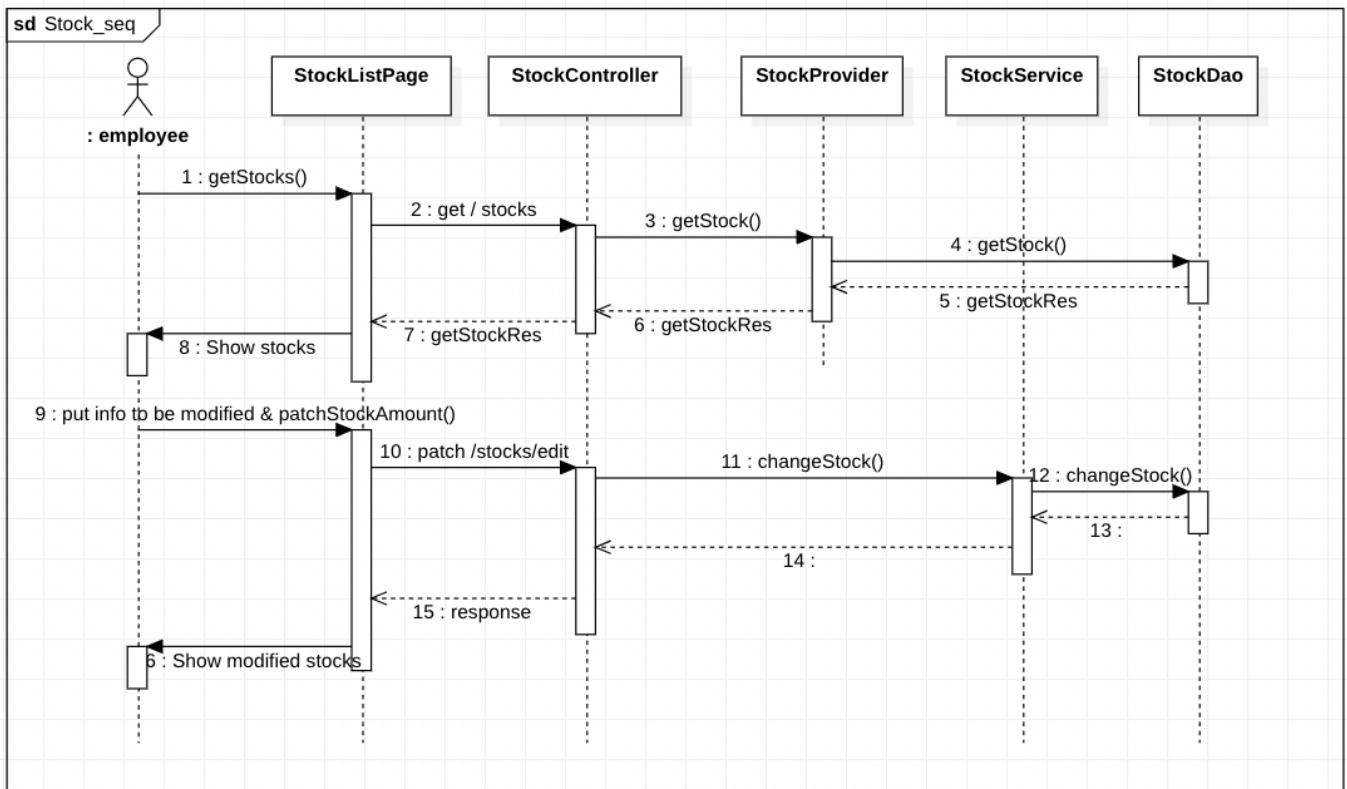 sd Stock_seq
StockListPage
StockController
StockProvider
StockService
StockDao
: employee
1 : getStocks()
2 : get / stocks
3 : getStock()
4 : getStock()
5 : getStockRes
6 : getStockRes
7 : getStockRes
8 : Show stocks
9 : put info to be modified & patchStockAmount()
10 : patch /stocks/edit
11 : changeStock()
12 : changeStock()
13 :
14 :
15 : response
6 : Show modified stocks